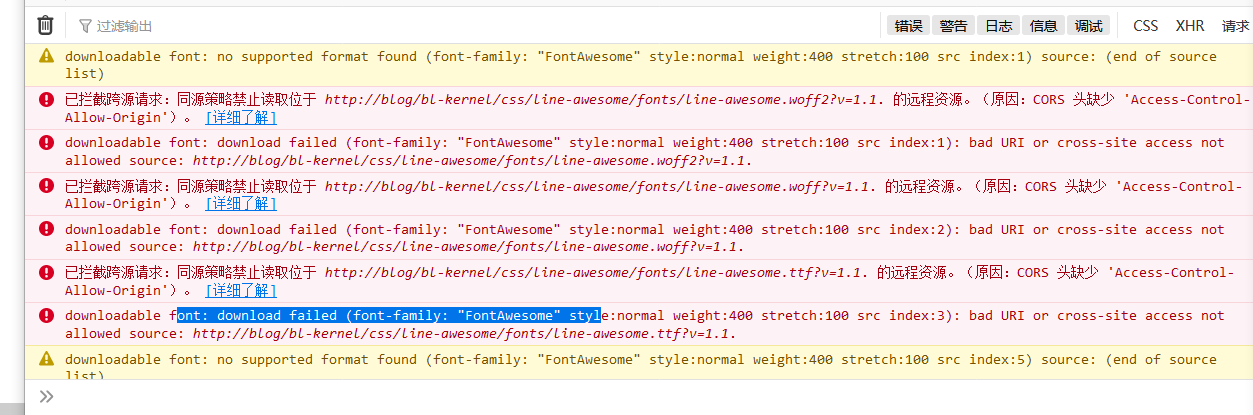 过滤输出 错误 警告 日志 信息 调试 CSS XHR 请求
downloadable font: no supported format found (font-family: "FontAwesome" style:normal weight:400 stretch:100 src index:1) source: (end of source
list)
已拦截跨源请求：同源策略禁止读取位于 http://blog/bl-kernel/css/line-awesome/fonts/line-awesome.woff2?v=1.1. 的远程资源。（原因：CORS 头缺少 'Access-Control-
Allow-Origin'）。 [详细了解]
downloadable font: download failed (font-family: "FontAwesome" style:normal weight:400 stretch:100 src index:1): bad URI or cross-site access not
allowed source: http://blog/bl-kernel/css/line-awesome/fonts/line-awesome.woff2?v=1.1.
已拦截跨源请求：同源策略禁止读取位于 http://blog/bl-kernel/css/line-awesome/fonts/line-awesome.woff?v=1.1. 的远程资源。（原因：CORS 头缺少 'Access-Control-
Allow-Origin'）。 [详细了解]
downloadable font: download failed (font-family: "FontAwesome" style:normal weight:400 stretch:100 src index:2): bad URI or cross-site access not
allowed source: http://blog/bl-kernel/css/line-awesome/fonts/line-awesome.woff?v=1.1.
已拦截跨源请求：同源策略禁止读取位于 http://blog/bl-kernel/css/line-awesome/fonts/line-awesome.ttf?v=1.1. 的远程资源。（原因：CORS 头缺少 'Access-Control-
Allow-Origin'）。 [详细了解]
downloadable font: download failed (font-family: "FontAwesome" style:normal weight:400 stretch:100 src index:3): bad URI or cross-site access not
allowed source: http://blog/bl-kernel/css/line-awesome/fonts/line-awesome.ttf?v=1.1.
downloadable font: no supported format found (font-family: "FontAwesome" style:normal weight:400 stretch:100 src index:5) source: (end of source
list)